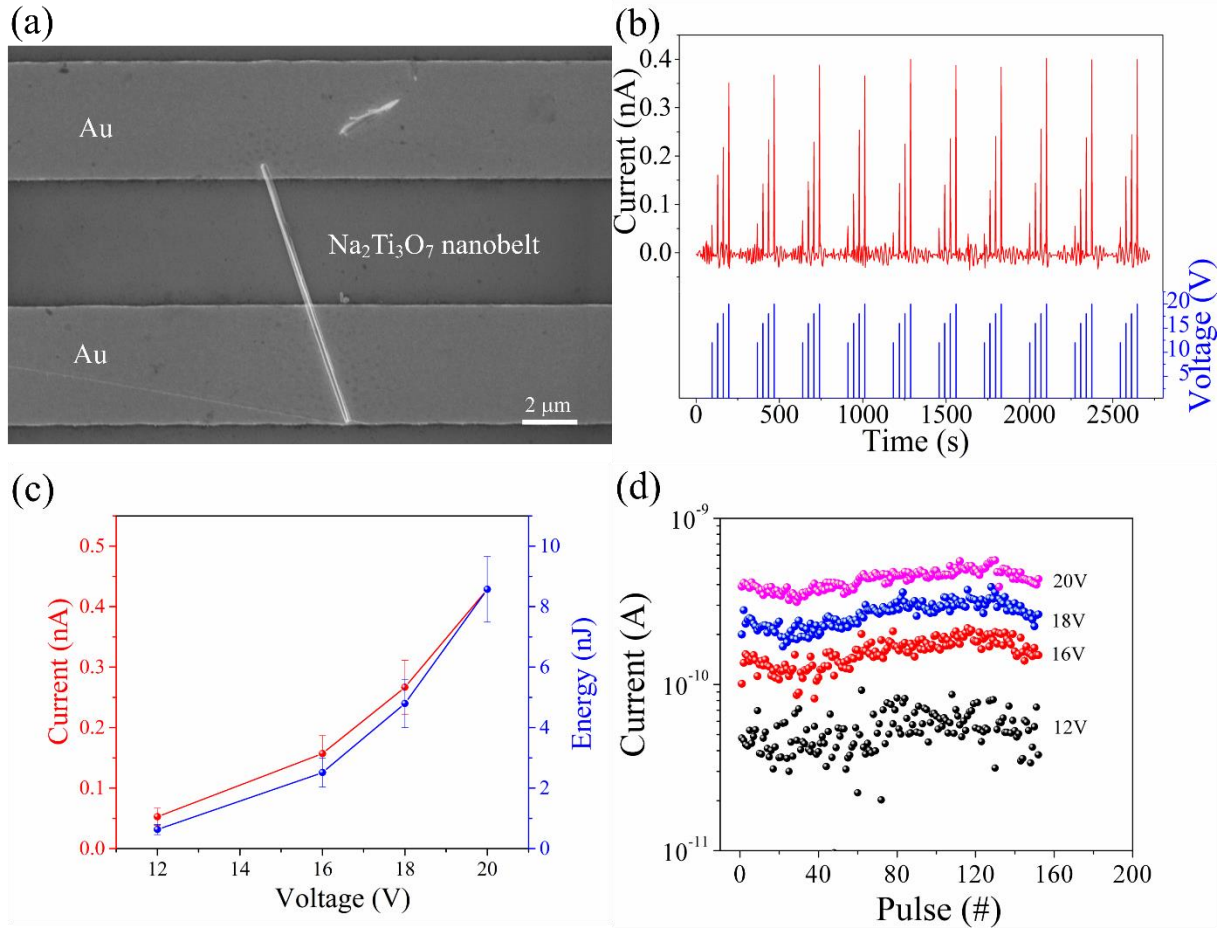 (a)
Au
Na₂Ti₃O₇ nanobelt
Au
2 μm
(b)
Current (nA)
0.4
0.3
0.2
0.1
0.0
Voltage (V)
20
15
10
5
0 500 1000 1500 2000 2500
Time (s)
(c)
Current (nA)
0.5
0.4
0.3
0.2
0.1
0.0
Energy (nJ)
10
8
6
4
2
0
12 14 16 18 20
Voltage (V)
(d)
Current (A)
10⁻⁹
10⁻¹⁰
10⁻¹¹
20V
18V
16V
12V
0 40 80 120 160 200
Pulse (#)